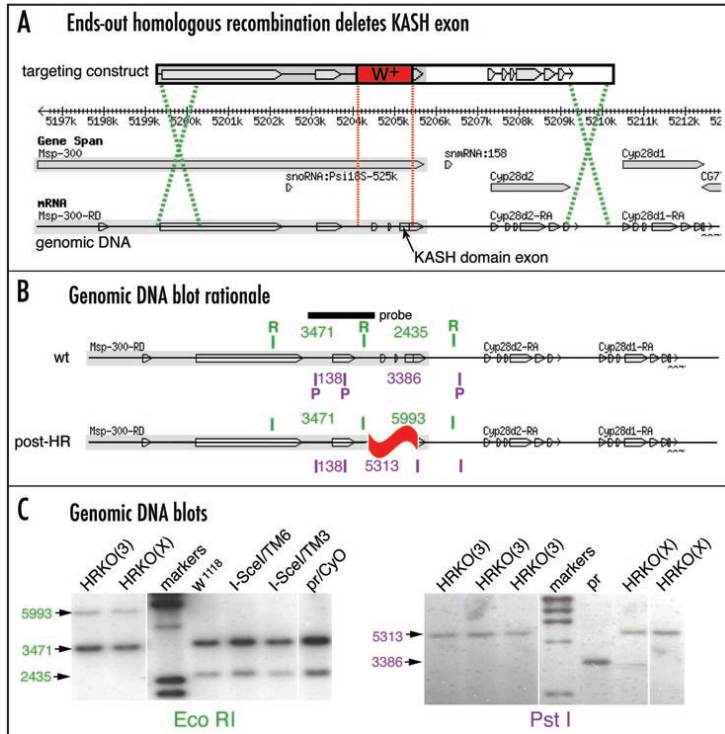 A Ends-out homologous recombination deletes KASH exon
targeting construct
W+
5197k 5198k 5199k 5200k 5201k 5202k 5203k 5204k 5205k 5206k 5207k 5208k 5209k 5210k 5211k 5212k
Gene Span
Msp-300 snmRNA:158 Cyp28d1
snoRNA:Psi18S-525k Cyp28d2 CG7
mRNA
Msp-300-RD Cyp28d2-RA Cyp28d1-RA
genomic DNA
KASH domain exon
B Genomic DNA blot rationale
probe
R 3471 R 2435 R
wt Msp-300-RD Cyp28d2-RA Cyp28d1-RA
138 3386
P P P
3471 5993
post-HR Msp-300-RD Cyp28d2-RA Cyp28d1-RA
138 5313
C Genomic DNA blots
HRKO(3) HRKO(X) markers W1118 I-SceI/TM6 I-SceI/TM3 pr/CyO
HRKO(3) HRKO(3) HRKO(3) markers pr HRKO(X) HRKO(X)
5993
3471
2435
5313
3386
Eco RI
Pst I